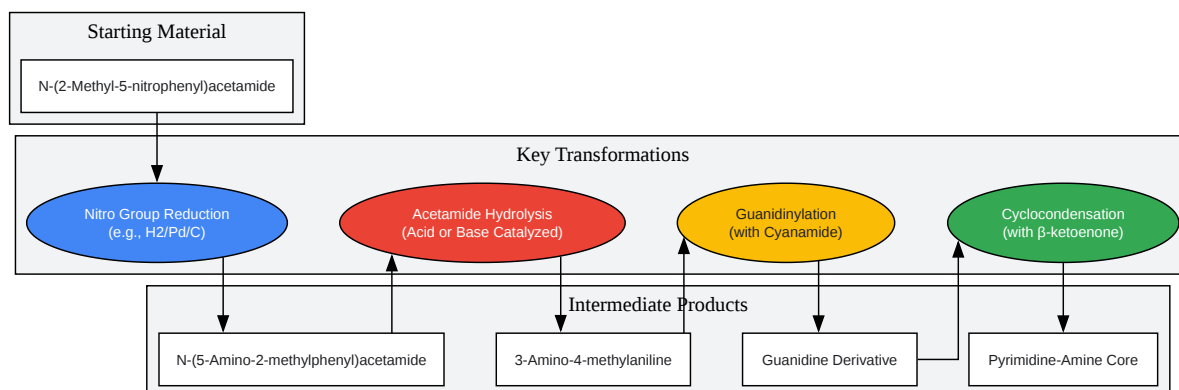 Starting Material
N-(2-Methyl-5-nitrophenyl)acetamide
Key Transformations
Nitro Group Reduction
(e.g., H2/Pd/C)
Acetamide Hydrolysis
(Acid or Base Catalyzed)
Guanidinylation
(with Cyanamide)
Cyclocondensation
(with β-ketoenone)
Intermediate Products
N-(5-Amino-2-methylphenyl)acetamide
3-Amino-4-methylaniline
Guanidine Derivative
Pyrimidine-Amine Core